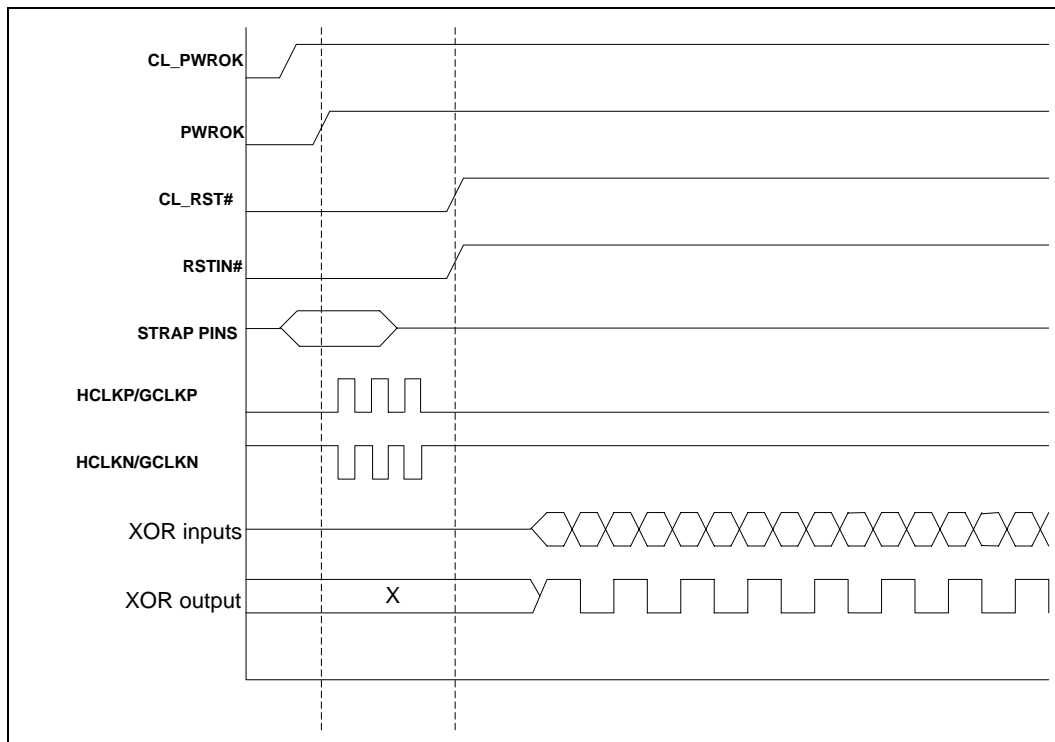 CL_PWROK
PWROK
CL_RST#
RSTIN#
STRAP PINS
HCLKP/GCLKP
HCLKN/GCLKN
XOR inputs
XOR output
X